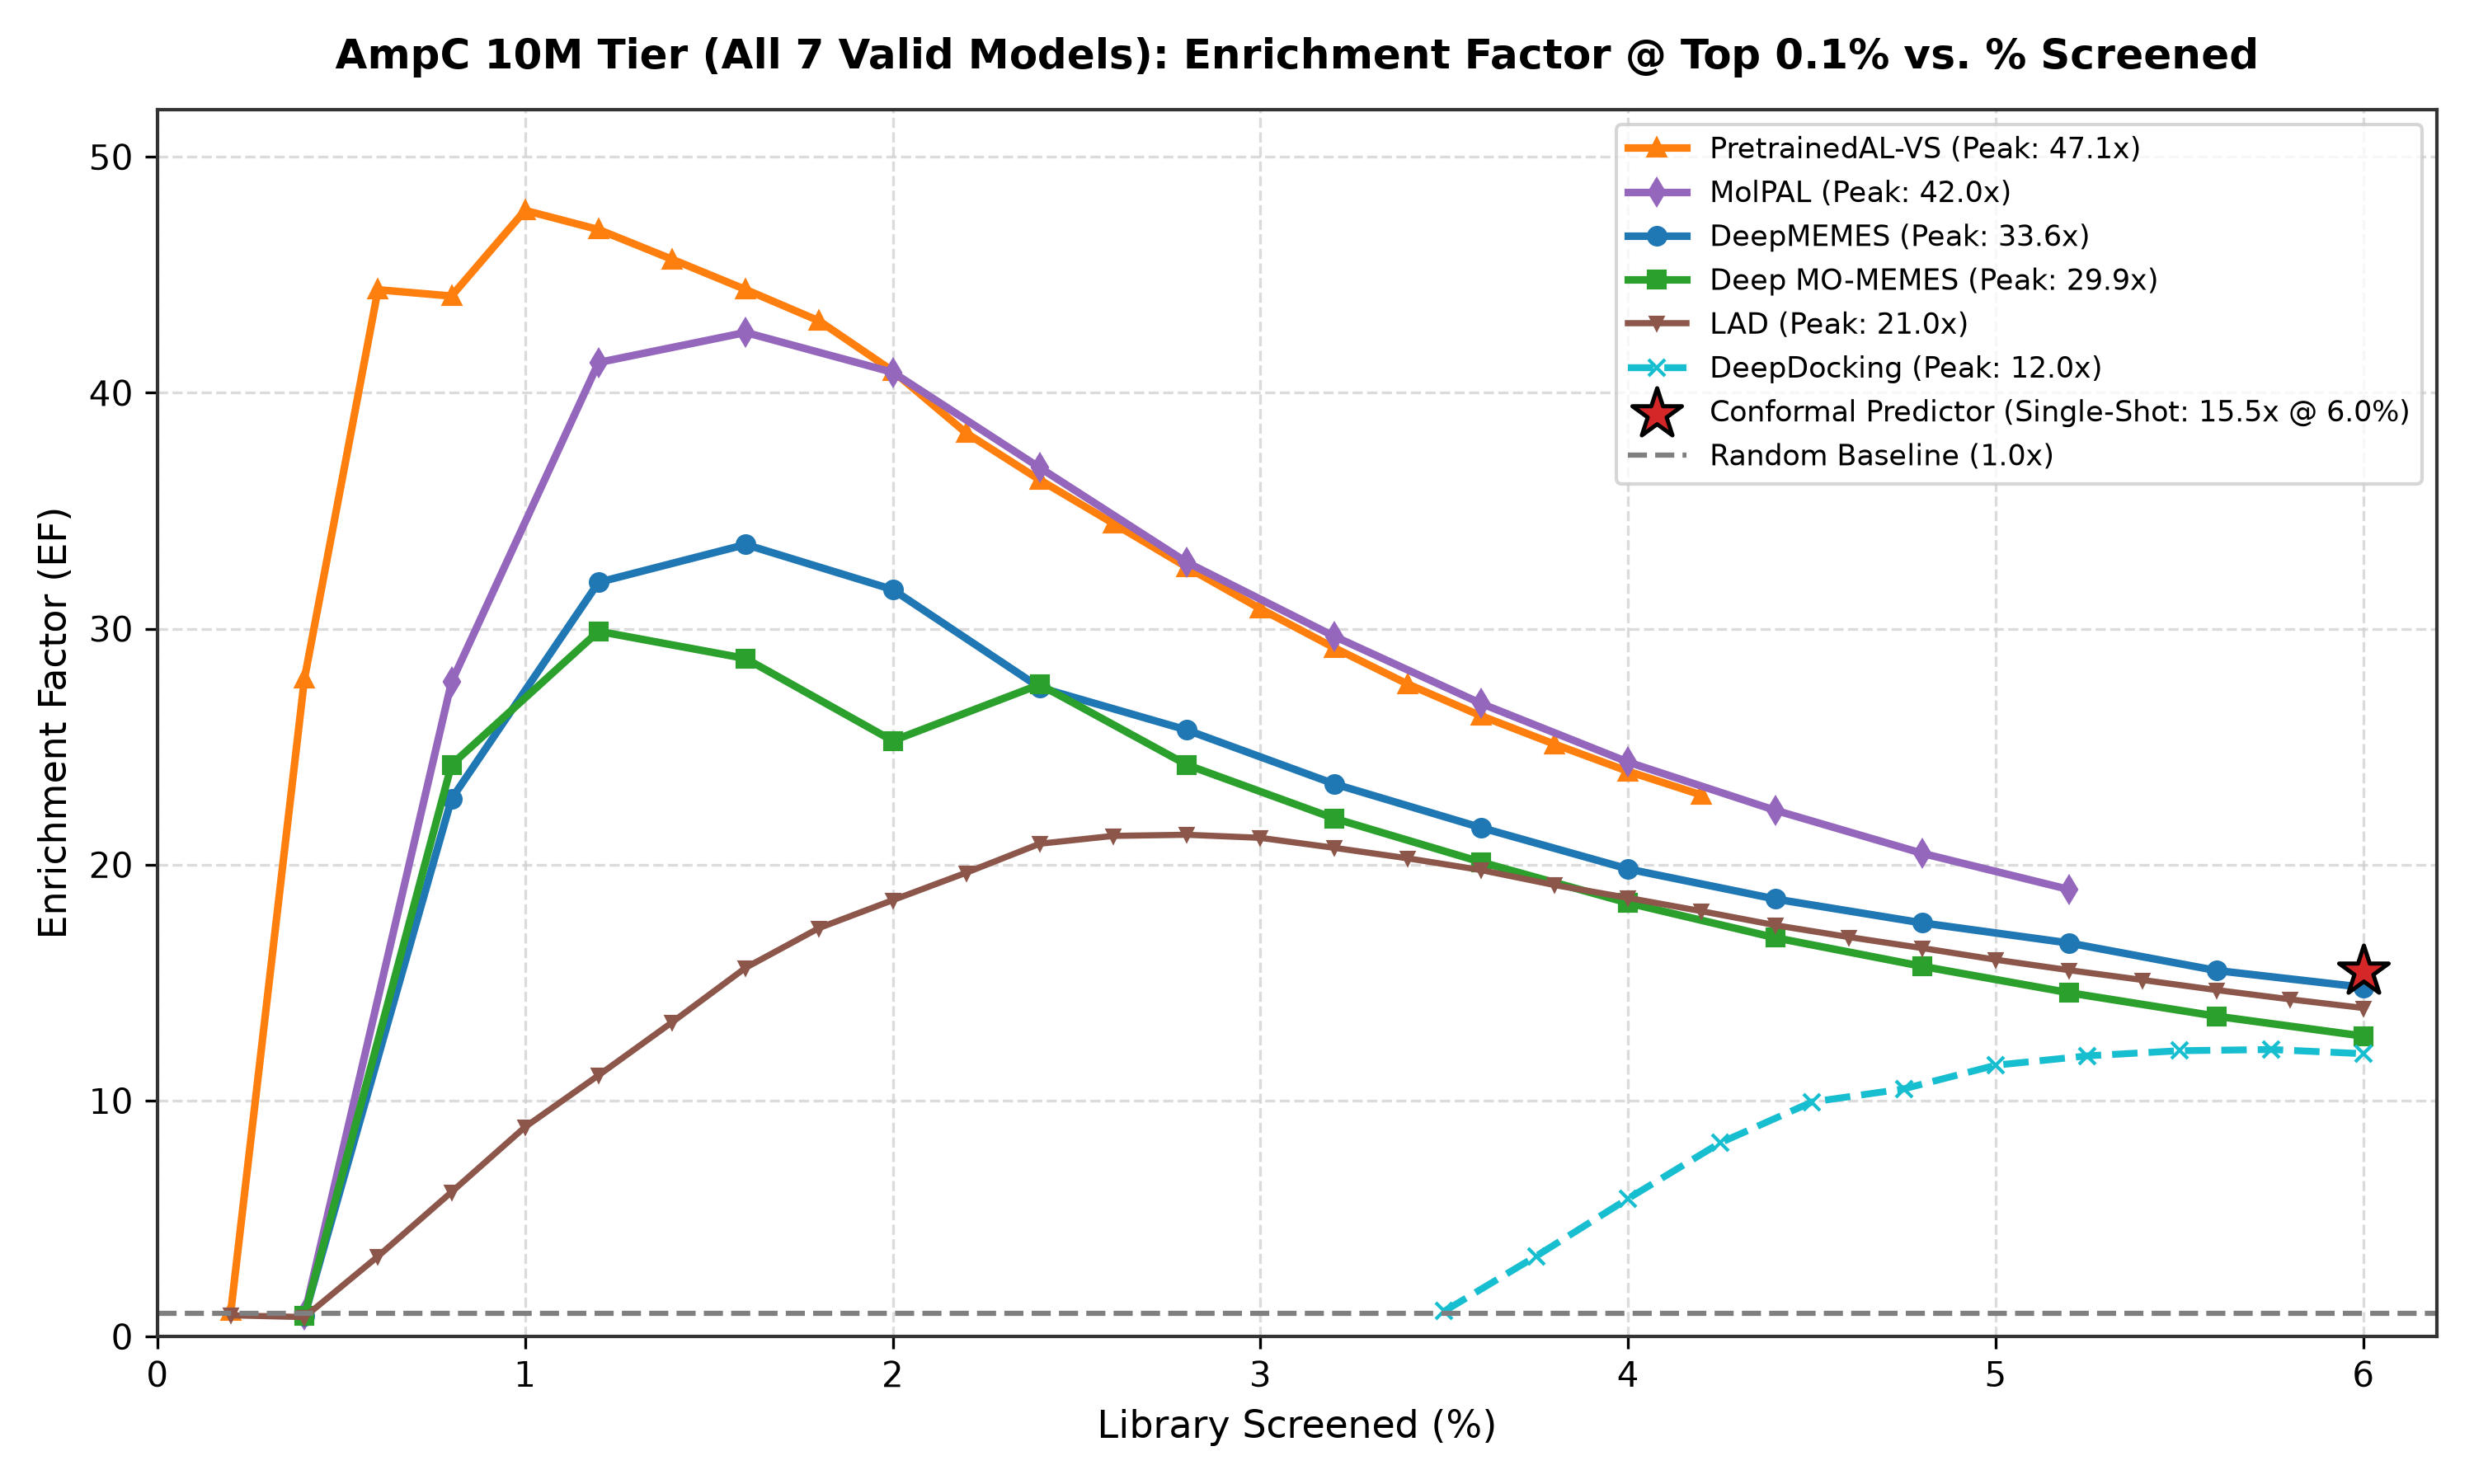 AmpC 10M Tier (All 7 Valid Models): Enrichment Factor @ Top 0.1% vs. % Screened
PretrainedAL-VS (Peak: 47.1x)
MolPAL (Peak: 42.0x)
DeepMEMES (Peak: 33.6x)
Deep MO-MEMES (Peak: 29.9x)
LAD (Peak: 21.0x)
DeepDocking (Peak: 12.0x)
Conformal Predictor (Single-Shot: 15.5x @ 6.0%)
Random Baseline (1.0x)
Enrichment Factor (EF)
50
40
30
20
10
0
0 1 2 3 4 5 6
Library Screened (%)